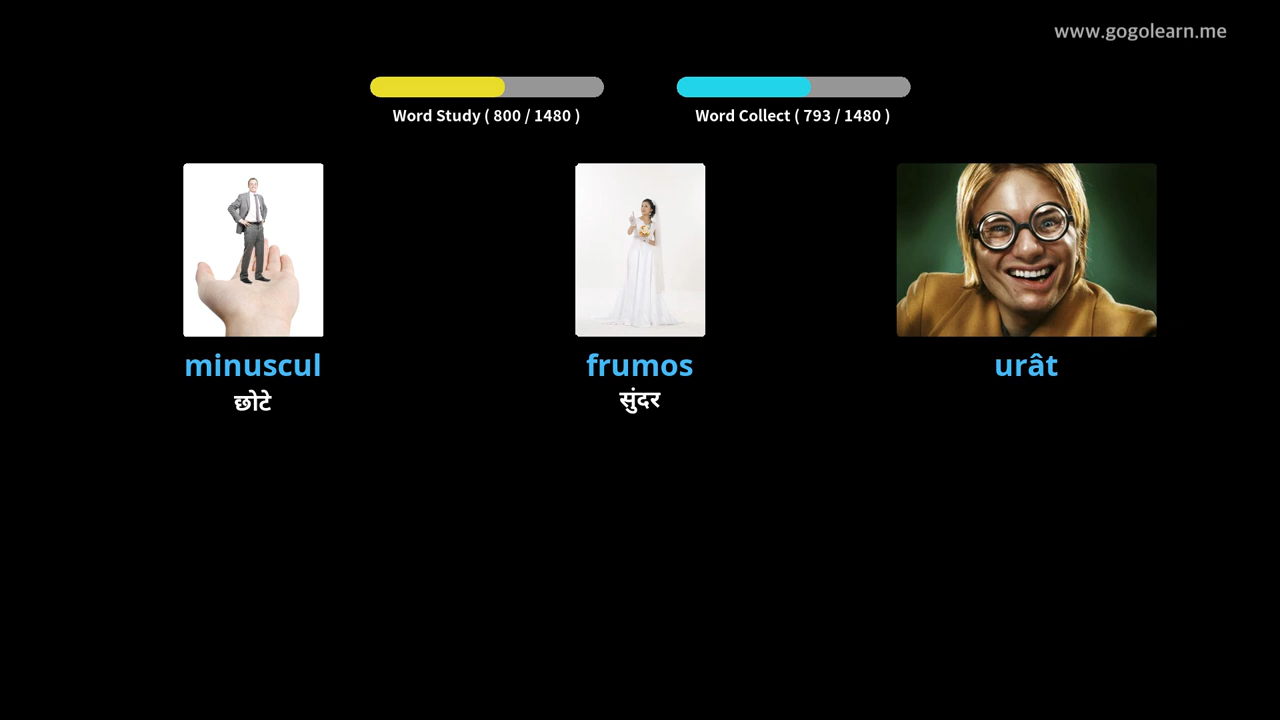 www.gogolearn.me
Word Study ( 800 / 1480 )
Word Collect ( 793 / 1480 )
minuscul
frumos
urât
छोटे
सुंदर